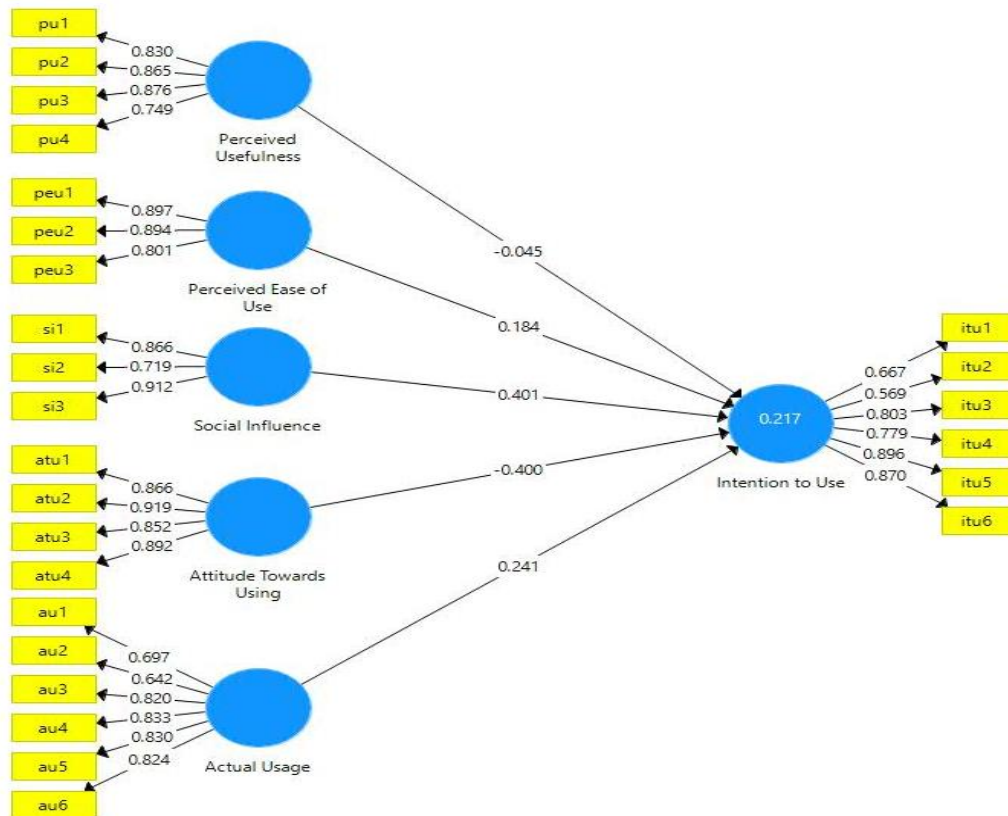 pu1
pu2
pu3
pu4
0.830
0.865
0.876
0.749
Perceived
Usefulness
peu1
peu2
peu3
0.897
0.894
0.801
Perceived Ease of
Use
si1
si2
si3
0.866
0.719
0.912
Social Influence
atu1
atu2
atu3
atu4
0.866
0.919
0.852
0.892
Attitude Towards
Using
au1
au2
au3
au4
au5
au6
0.697
0.642
0.820
0.833
0.830
0.824
Actual Usage
-0.045
0.184
0.401
-0.400
0.241
0.217
Intention to Use
0.667
0.569
0.803
0.779
0.896
0.870
itu1
itu2
itu3
itu4
itu5
itu6